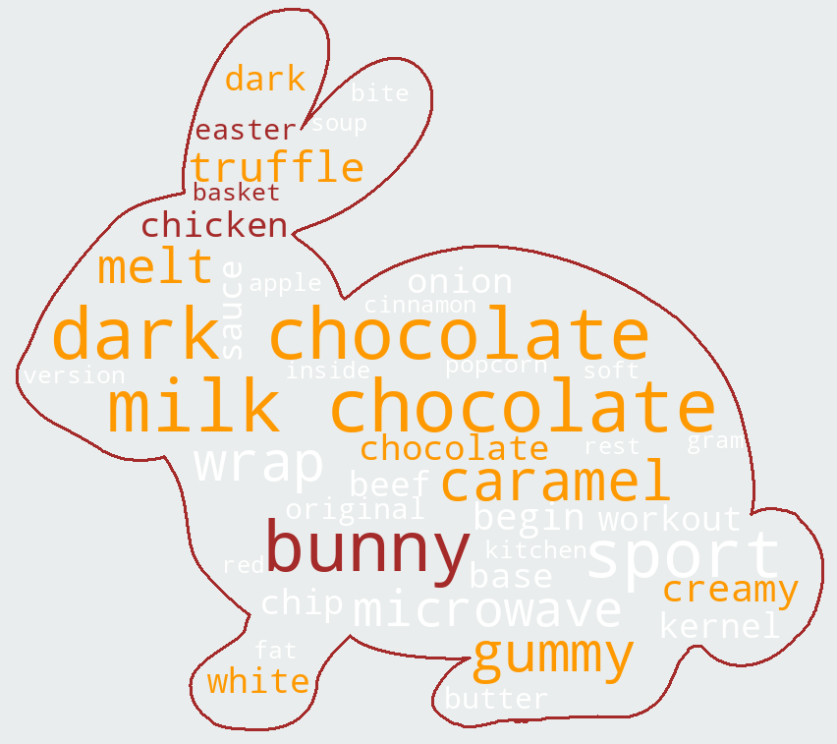 dark
bite
soup
easter
truffle
basket
chicken
melt
sauce
apple
onion
cinnamon
dark chocolate
version
inside
popcorn
soft
milk chocolate
chocolate
rest
gram
wrap
caramel
beef
original
begin
workout
bunny
kitchen
sport
red
base
creamy
chip
microwave
kernel
fat
gummy
white
butter